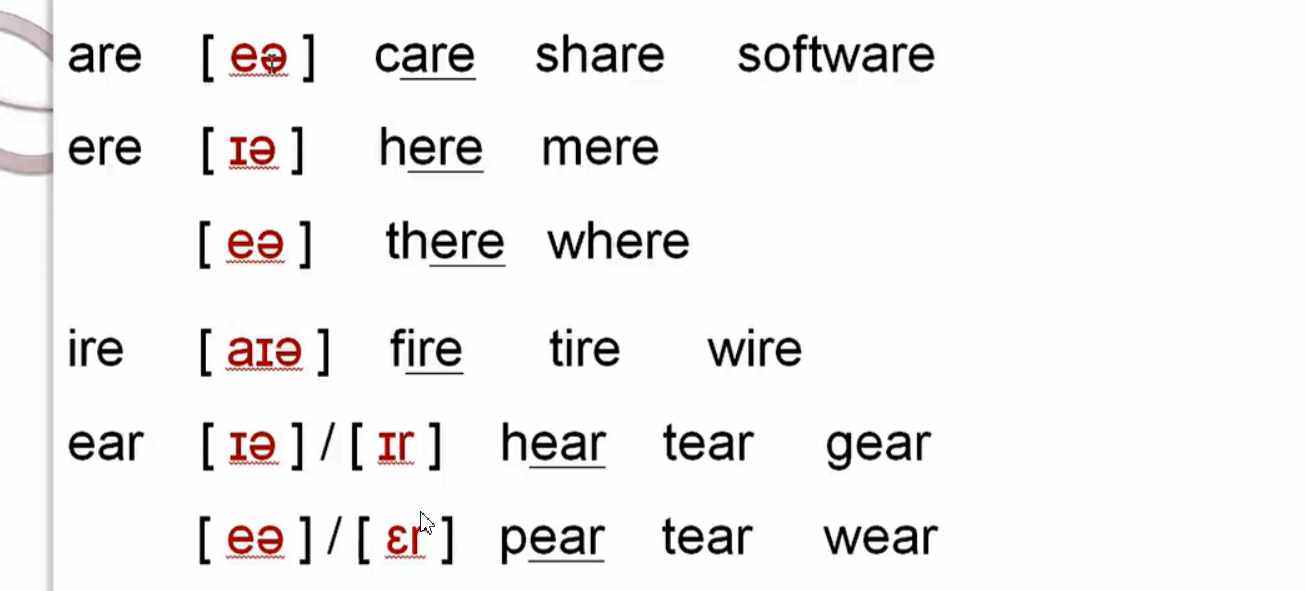 are [ eə ] care share software
ere [ ɪə ] here mere
[ eə ] there where
ire [ aɪə ] fire tire wire
ear [ ɪə ] / [ ɪr ] hear tear gear
[ eə ] / [ ɛr ] pear tear wear